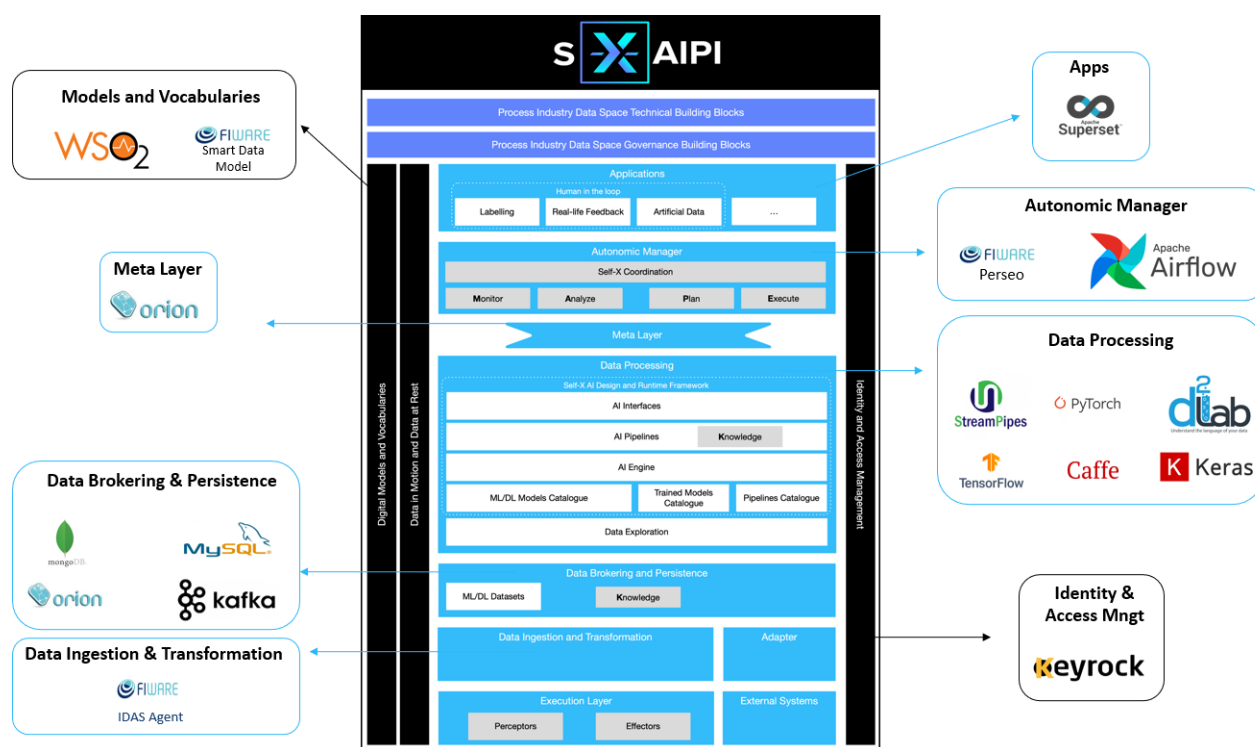 S X AIPI
Process Industry Data Space Technical Building Blocks
Process Industry Data Space Governance Building Blocks
Digital Models and Vocabularies
Data in Motion and Data at Rest
Identity and Access Management
Applications
Human in the loop
Labelling
Real-life Feedback
Artificial Data
...
Autonomic Manager
Self-X Coordination
Monitor
Analyze
Plan
Execute
Meta Layer
Data Processing
Self-X AI Design and Runtime Framework
AI Interfaces
AI Pipelines
Knowledge
AI Engine
ML/DL Models Catalogue
Trained Models
Catalogue
Pipelines Catalogue
Data Exploration
Data Brokering and Persistence
ML/DL Datasets
Knowledge
Data Ingestion and Transformation
Adapter
Execution Layer
Perceptors
Effectors
External Systems
Models and Vocabularies
WSO2
FIWARE
Smart Data
Model
Meta Layer
orion
Data Brokering & Persistence
mongoDB
MySQL
orion
kafka
Data Ingestion & Transformation
FIWARE
IDAS Agent
Apps
Apache
Superset
Autonomic Manager
FIWARE
Perseo
Apache
Airflow
Data Processing
StreamPipes
PyTorch
d2Lab
Understand the language of your data
TensorFlow
Caffe
K Keras
Identity &
Access Mngt
Keyrock